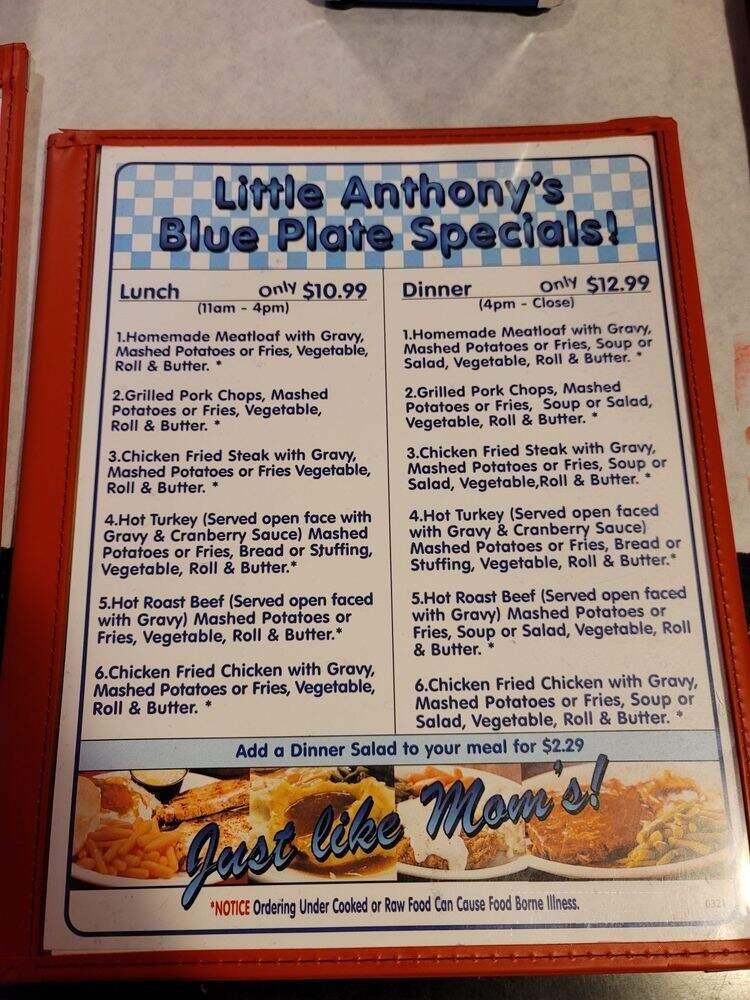 Little Anthony's
Blue Plate Specials!
Lunch only $10.99
(11am - 4pm)
1.Homemade Meatloaf with Gravy,
Mashed Potatoes or Fries, Vegetable,
Roll & Butter. *
2.Grilled Pork Chops, Mashed
Potatoes or Fries, Vegetable,
Roll & Butter. *
3.Chicken Fried Steak with Gravy,
Mashed Potatoes or Fries Vegetable,
Roll & Butter. *
4.Hot Turkey (Served open face with
Gravy & Cranberry Sauce) Mashed
Potatoes or Fries, Bread or Stuffing,
Vegetable, Roll & Butter.*
5.Hot Roast Beef (Served open faced
with Gravy) Mashed Potatoes or
Fries, Vegetable, Roll & Butter.*
6.Chicken Fried Chicken with Gravy,
Mashed Potatoes or Fries, Vegetable,
Roll & Butter. *
Dinner only $12.99
(4pm - Close)
1.Homemade Meatloaf with Gravy,
Mashed Potatoes or Fries, Soup or
Salad, Vegetable, Roll & Butter. *
2.Grilled Pork Chops, Mashed
Potatoes or Fries, Soup or Salad,
Vegetable, Roll & Butter. *
3.Chicken Fried Steak with Gravy,
Mashed Potatoes or Fries, Soup or
Salad, Vegetable,Roll & Butter. *
4.Hot Turkey (Served open faced
with Gravy & Cranberry Sauce)
Mashed Potatoes or Fries, Bread or
Stuffing, Vegetable, Roll & Butter.*
5.Hot Roast Beef (Served open faced
with Gravy) Mashed Potatoes or
Fries, Soup or Salad, Vegetable, Roll
& Butter. *
6.Chicken Fried Chicken with Gravy,
Mashed Potatoes or Fries, Soup or
Salad, Vegetable, Roll & Butter. *
Add a Dinner Salad to your meal for $2.29
Just like Mom's!
*NOTICE Ordering Under Cooked or Raw Food Can Cause Food Borne Illness.